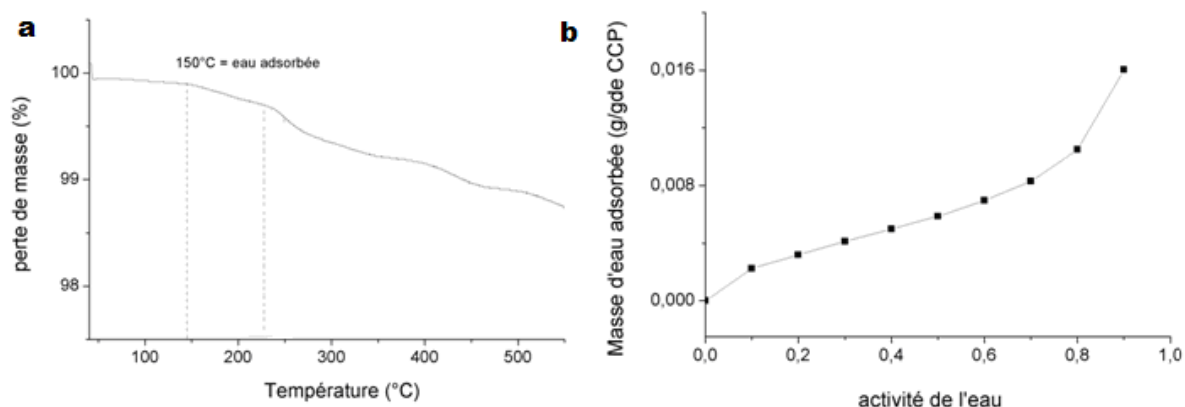 a
150°C = eau adsorbée
perte de masse (%)
100
99
98
100
200
300
400
500
Température (°C)
b
Masse d'eau adsorbée (g/gde CCP)
0,016
0,008
0,000
0,0
0,2
0,4
0,6
0,8
1,0
activité de l'eau